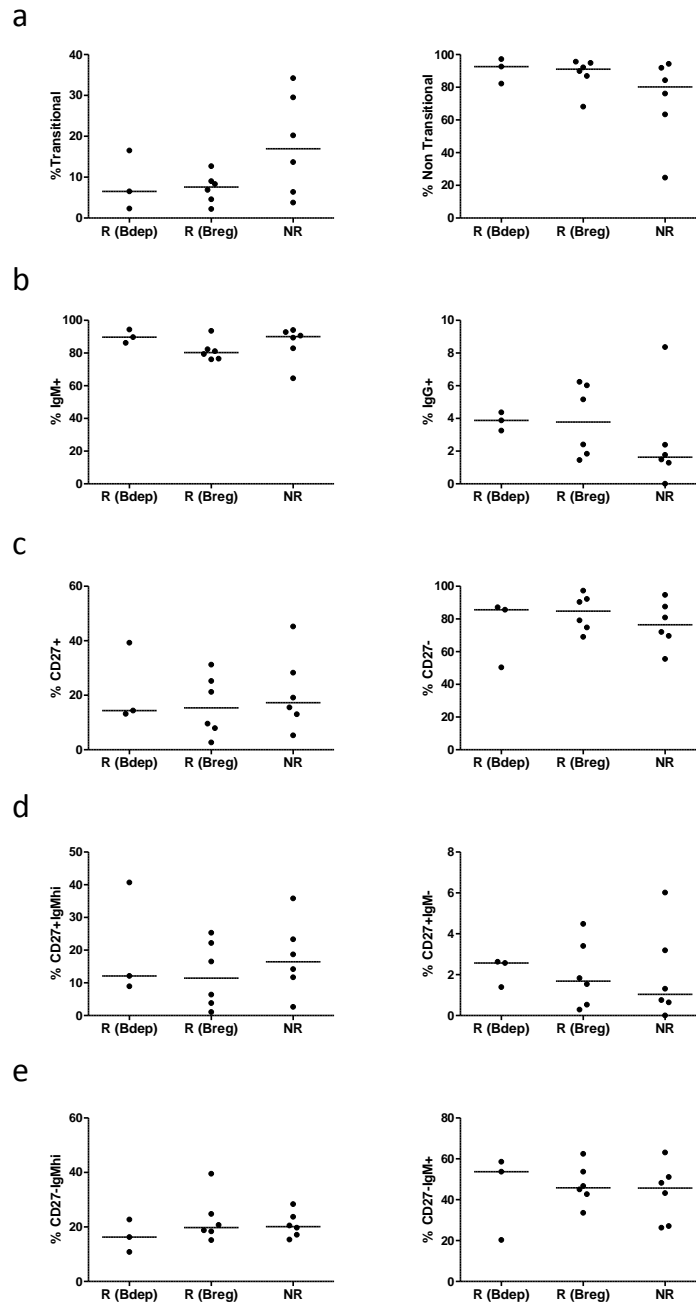 a
%Transitional
40
30
20
10
0
R (Bdep) R (Breg) NR
% Non Transitional
100
80
60
40
20
0
R (Bdep) R (Breg) NR
b
% IgM+
100
80
60
40
20
0
R (Bdep) R (Breg) NR
% IgG+
10
8
6
4
2
0
R (Bdep) R (Breg) NR
c
% CD27+
60
40
20
0
R (Bdep) R (Breg) NR
% CD27-
100
80
60
40
20
0
R (Bdep) R (Breg) NR
d
% CD27+IgMhi
50
40
30
20
10
0
R (Bdep) R (Breg) NR
% CD27+IgM-
8
6
4
2
0
R (Bdep) R (Breg) NR
e
% CD27-IgMhi
60
40
20
0
R (Bdep) R (Breg) NR
% CD27-IgM+
80
60
40
20
0
R (Bdep) R (Breg) NR